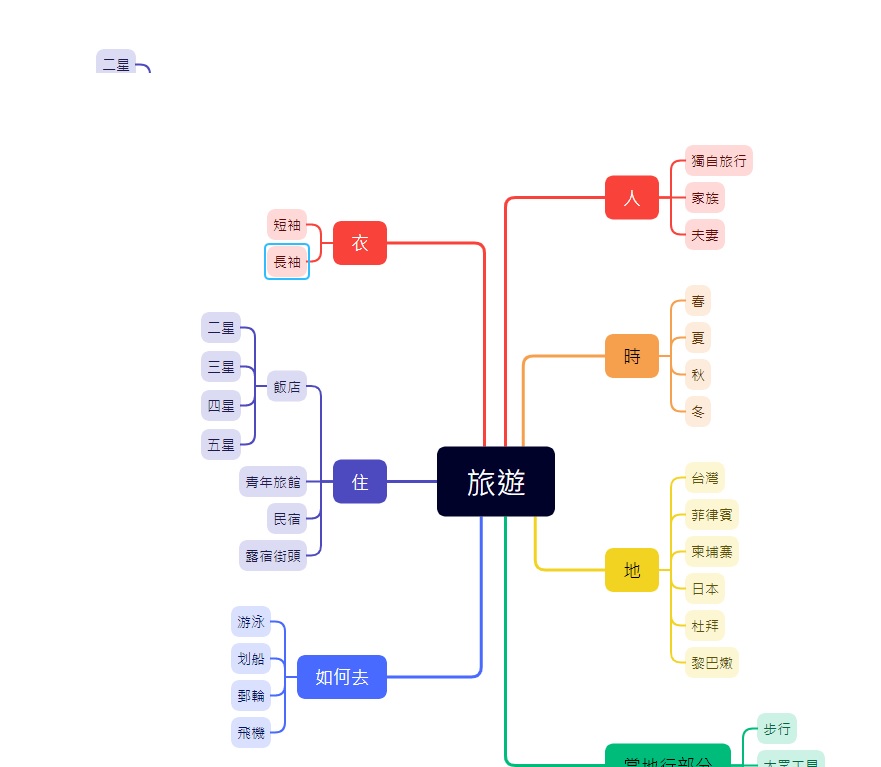 二星
旅遊
人
獨自旅行
家族
夫妻
時
春
夏
秋
冬
地
台灣
菲律賓
柬埔寨
日本
杜拜
黎巴嫩
當地行部分
步行
大眾工具
衣
短袖
長袖
住
飯店
二星
三星
四星
五星
青年旅館
民宿
露宿街頭
如何去
游泳
划船
郵輪
飛機